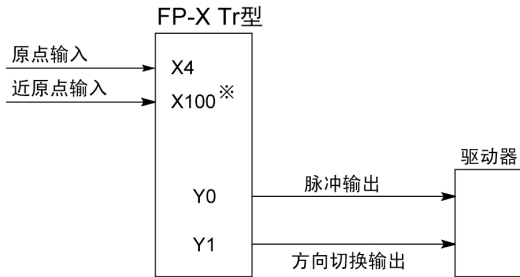 FP-X Tr型
原点输入
X4
近原点输入
X100※
驱动器
Y0
脉冲输出
Y1
方向切换输出